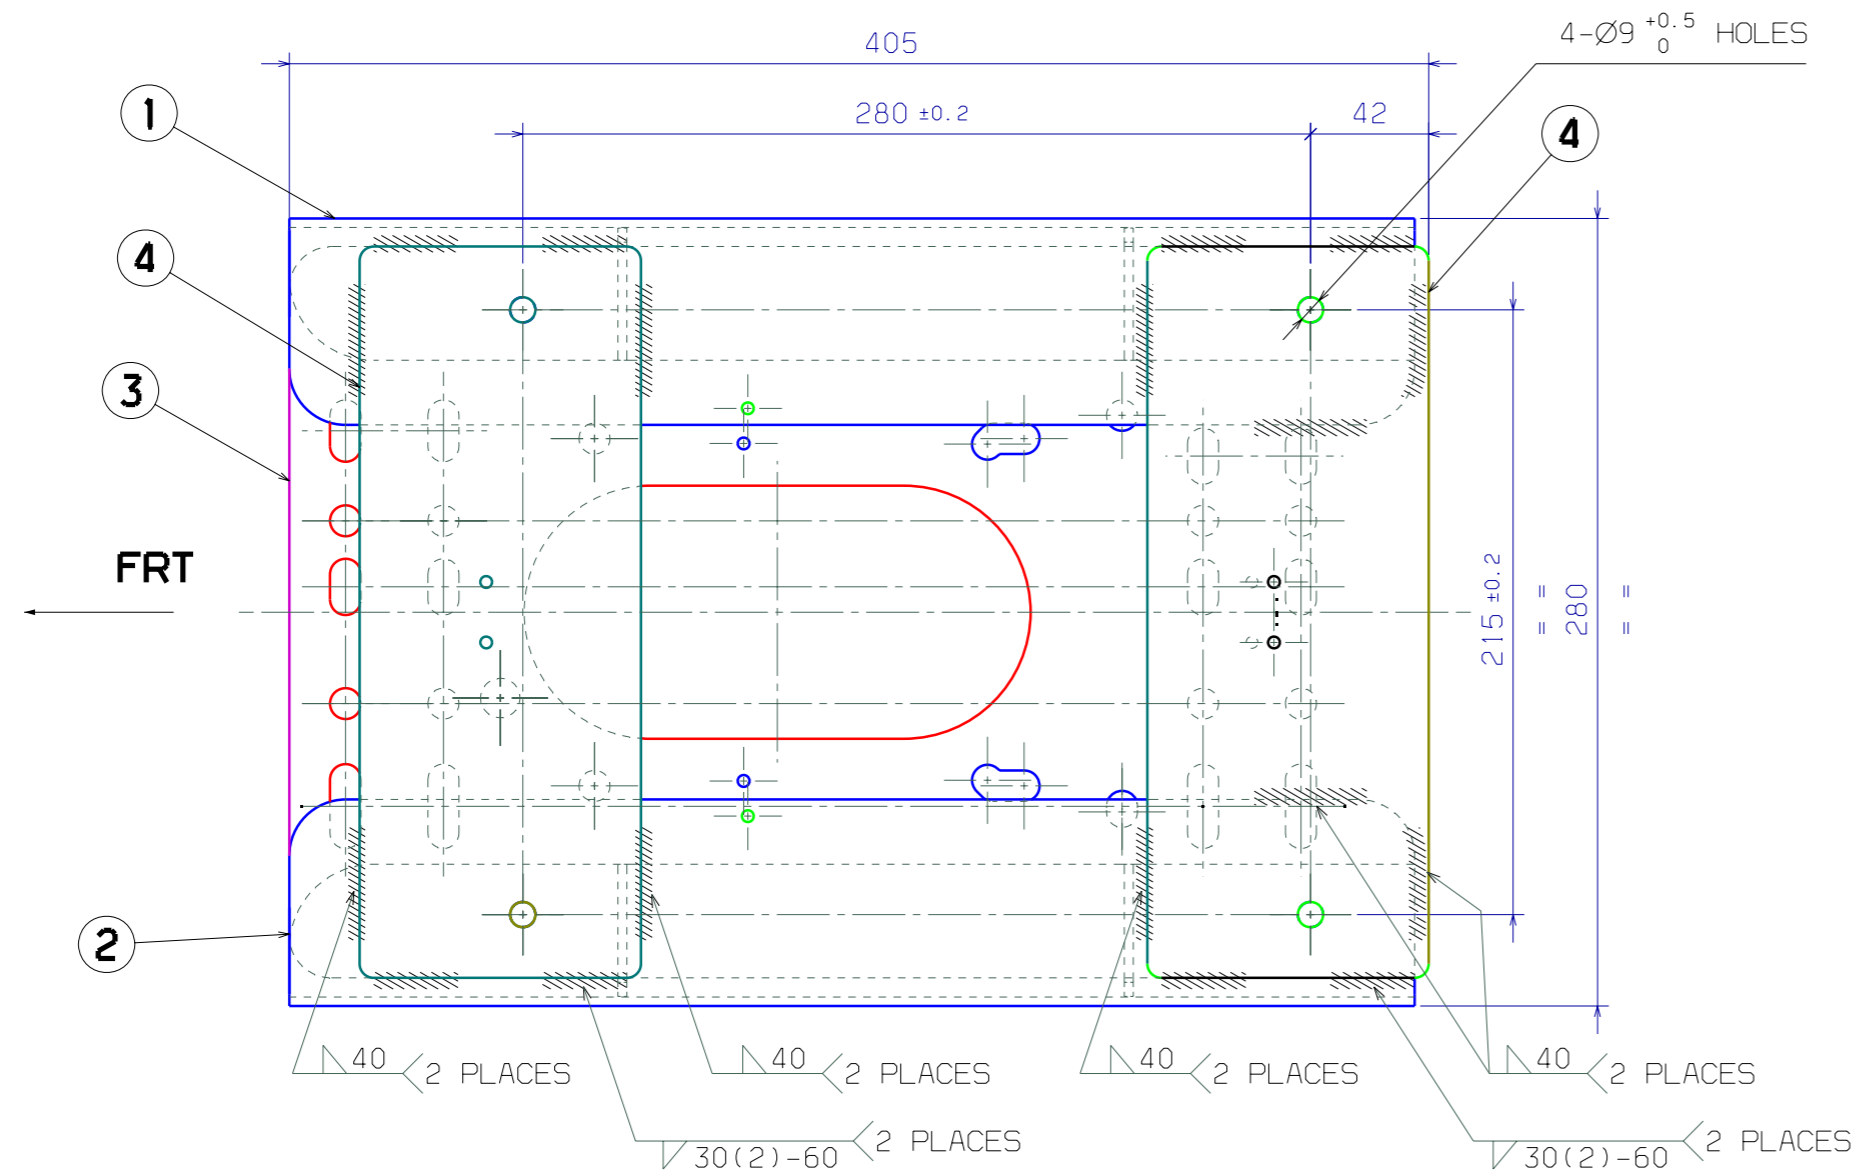 4-Ø9 +0.5 0 HOLES
405
280 ±0.2
42
1
4
4
3
FRT
215 ±0.2
= 280 =
= =
2
40 2 PLACES
40 2 PLACES
40 2 PLACES
40 2 PLACES
30(2)-60 2 PLACES
30(2)-60 2 PLACES